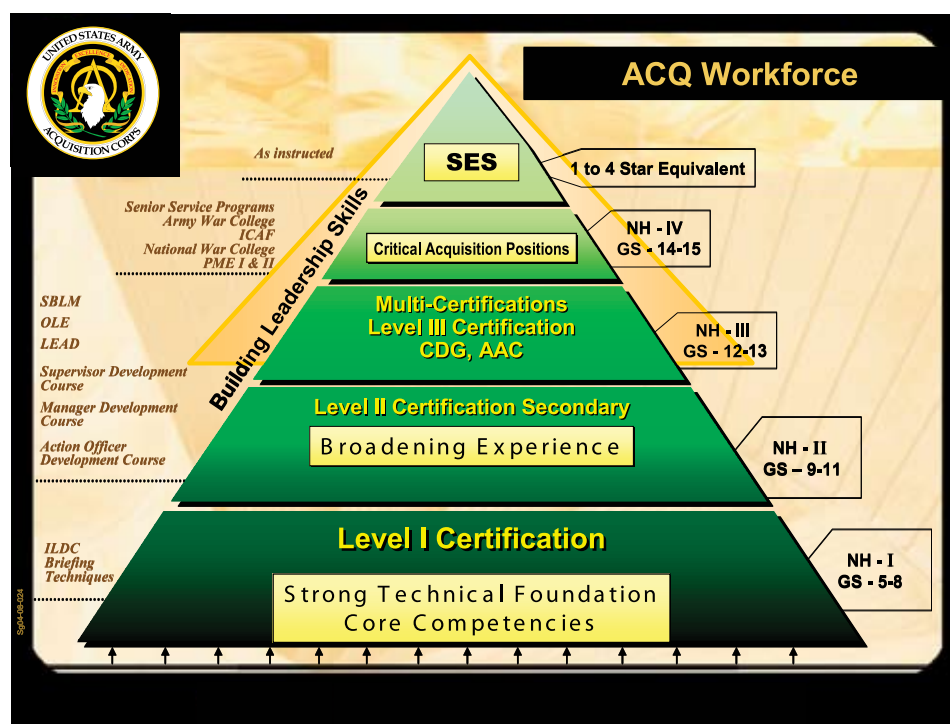 UNITED STATES ARMY
EXCELLENCE
ACQUISITION CORPS
ACQ Workforce
As instructed
SES
1 to 4 Star Equivalent
Senior Service Programs
Army War College
ICAF
National War College
PME I & II
Building Leadership Skills
Critical Acquisition Positions
NH - IV
GS - 14-15
SBLM
OLE
LEAD
Multi-Certifications
Level III Certification
CDG, AAC
NH - III
GS - 12-13
Supervisor Development
Course
Manager Development
Course
Action Officer
Development Course
Level II Certification Secondary
Broadening Experience
NH - II
GS – 9-11
ILDC
Briefing
Techniques
Level I Certification
Strong Technical Foundation
Core Competencies
NH - I
GS - 5-8
Sg04-08-024